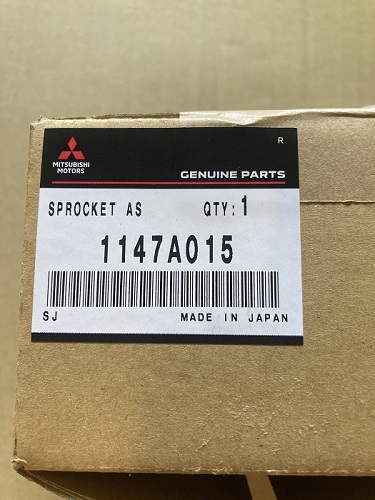 R
MITSUBISHI
MOTORS
GENUINE PARTS
SPROCKET AS QTY:1
1147A015
SJ MADE IN JAPAN